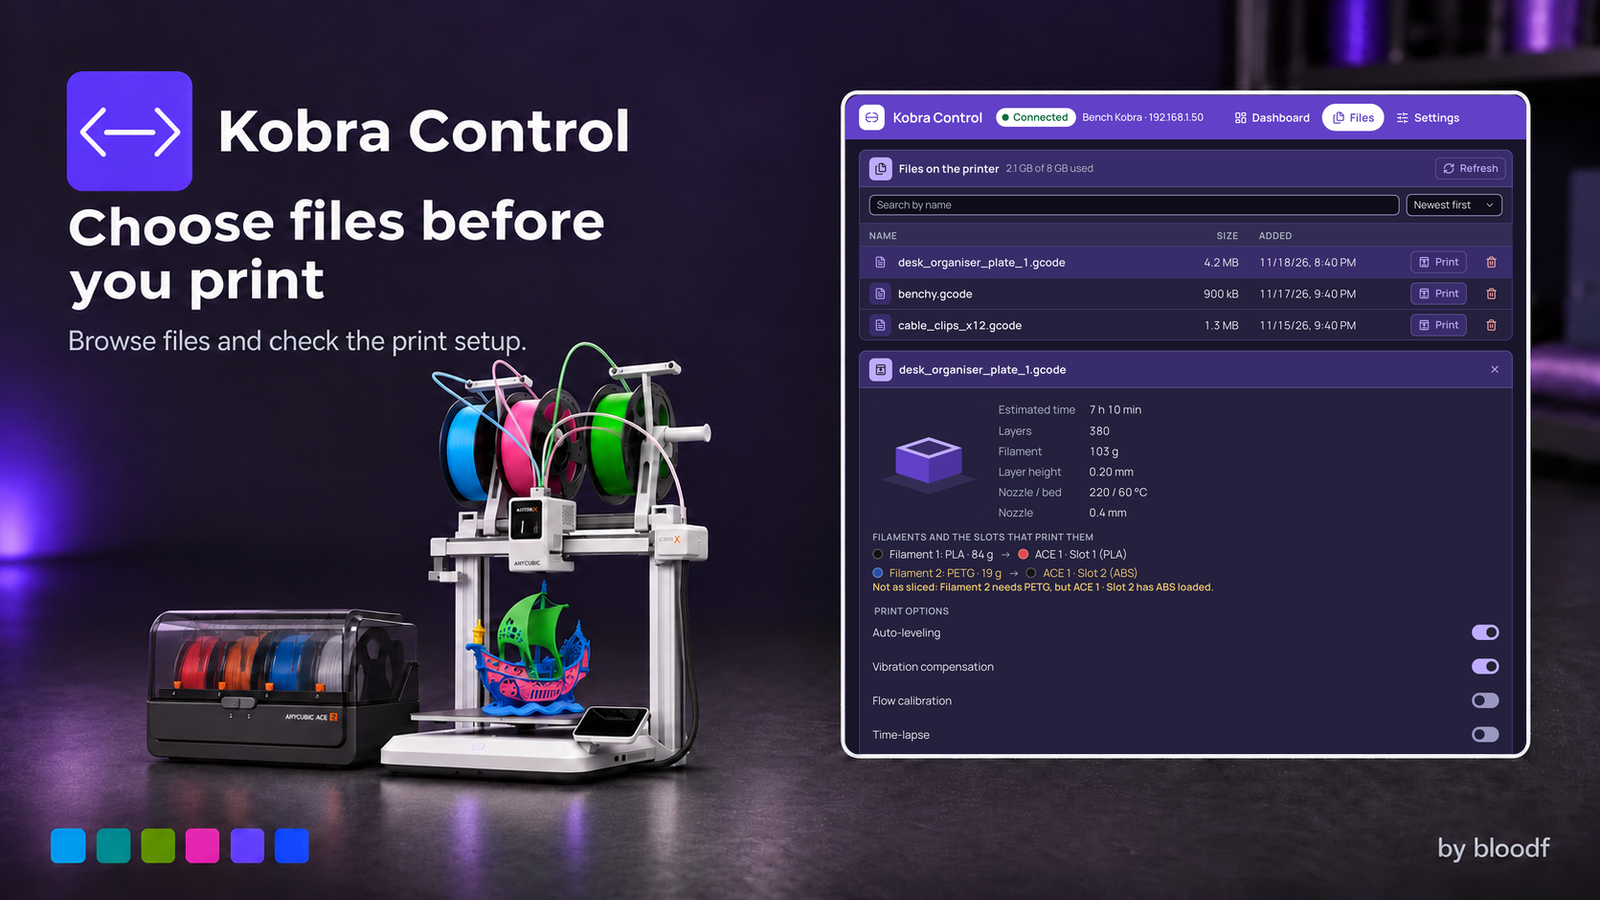 Kobra Control
Choose files before
you print
Browse files and check the print setup.
Kobra Control
Connected
Bench Kobra · 192.168.1.50
Dashboard
Files
Settings
Files on the printer 2.1 GB of 8 GB used
Refresh
Search by name
Newest first
NAME SIZE ADDED
desk_organiser_plate_1.gcode 4.2 MB 11/18/26, 8:40 PM Print
benchy.gcode 900 kB 11/17/26, 9:40 PM Print
cable_clips_x12.gcode 1.3 MB 11/15/26, 9:40 PM Print
desk_organiser_plate_1.gcode
Estimated time 7 h 10 min
Layers 380
Filament 103 g
Layer height 0.20 mm
Nozzle / bed 220 / 60 °C
Nozzle 0.4 mm
FILAMENTS AND THE SLOTS THAT PRINT THEM
Filament 1: PLA · 84 g → ACE 1 · Slot 1 (PLA)
Filament 2: PETG · 19 g → ACE 1 · Slot 2 (ABS)
Not as sliced: Filament 2 needs PETG, but ACE 1 · Slot 2 has ABS loaded.
PRINT OPTIONS
Auto-leveling
Vibration compensation
Flow calibration
Time-lapse
ANYCUBIC
ANYCUBIC ACE 2
by bloodf